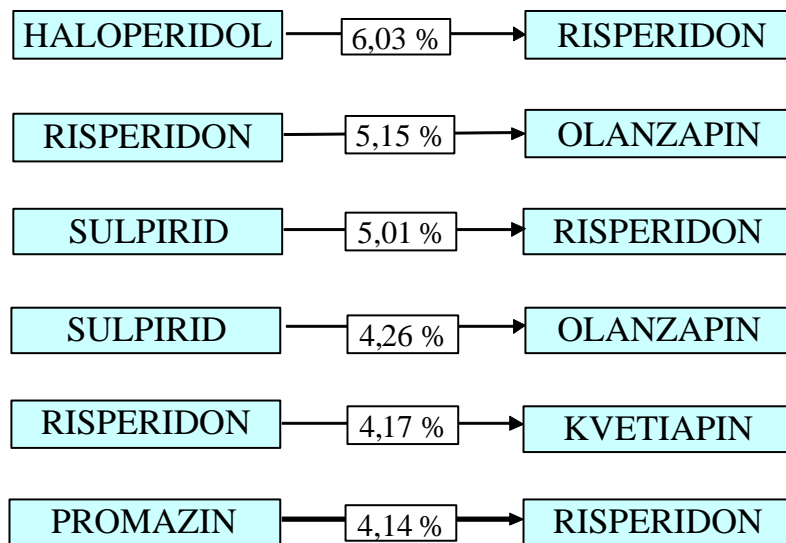 HALOPERIDOL 6,03 % RISPERIDON
RISPERIDON 5,15 % OLANZAPIN
SULPIRID 5,01 % RISPERIDON
SULPIRID 4,26 % OLANZAPIN
RISPERIDON 4,17 % KVETIAPIN
PROMAZIN 4,14 % RISPERIDON